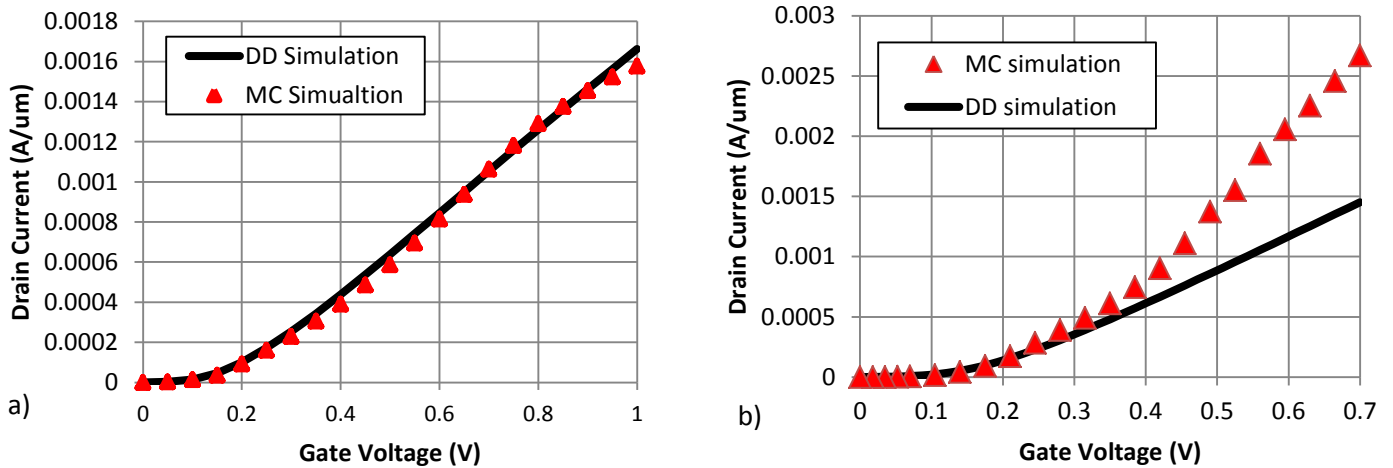 DD Simulation
MC Simualtion
Drain Current (A/um)
0.0018
0.0016
0.0014
0.0012
0.001
0.0008
0.0006
0.0004
0.0002
0
0 0.2 0.4 0.6 0.8 1
Gate Voltage (V)
a)
MC simulation
DD simulation
Drain Current (A/um)
0.003
0.0025
0.002
0.0015
0.001
0.0005
0
0 0.1 0.2 0.3 0.4 0.5 0.6 0.7
Gate Voltage (V)
b)